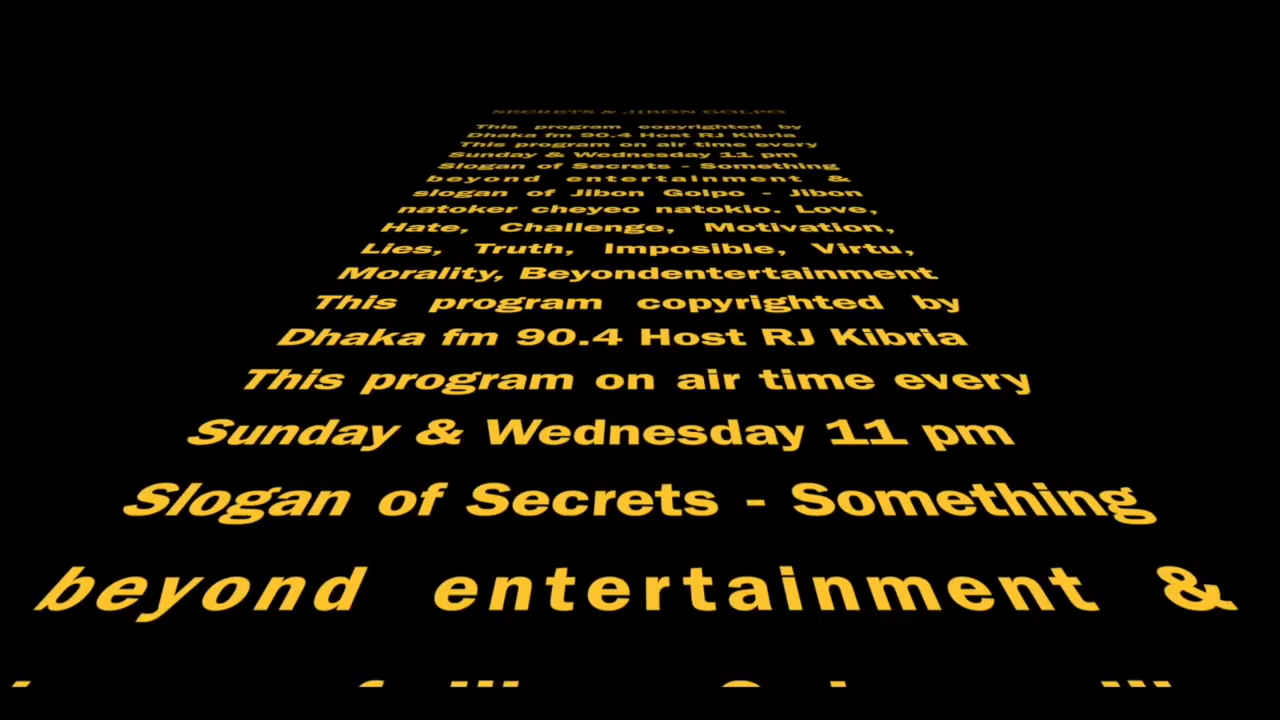 SECRETS & JIBON GOLPO
This program copyrighted by
Dhaka fm 90.4 Host RJ Kibria
This program on air time every
Sunday & Wednesday 11 pm
Slogan of Secrets - Something
beyond entertainment &
slogan of Jibon Golpo - Jibon
natoker cheyeo natokio. Love,
Hate, Challenge, Motivation,
Lies, Truth, Imposible, Virtu,
Morality, Beyondentertainment
This program copyrighted by
Dhaka fm 90.4 Host RJ Kibria
This program on air time every
Sunday & Wednesday 11 pm
Slogan of Secrets - Something
beyond entertainment &